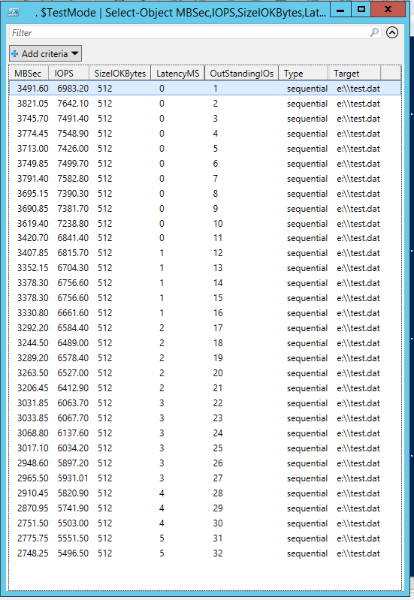 . $TestMode | Select-Object MBSec,IOPS,SizeIOKBytes,Lat...
Filter
Add criteria
MBSec IOPS SizeIOKBytes LatencyMS OutStandingIOs Type Target
3491.60 6983.20 512 0 1 sequential e:\\test.dat
3821.05 7642.10 512 0 2 sequential e:\\test.dat
3745.70 7491.40 512 0 3 sequential e:\\test.dat
3774.45 7548.90 512 0 4 sequential e:\\test.dat
3713.00 7426.00 512 0 5 sequential e:\\test.dat
3749.85 7499.70 512 0 6 sequential e:\\test.dat
3791.40 7582.80 512 0 7 sequential e:\\test.dat
3695.15 7390.30 512 0 8 sequential e:\\test.dat
3690.85 7381.70 512 0 9 sequential e:\\test.dat
3619.40 7238.80 512 0 10 sequential e:\\test.dat
3420.70 6841.40 512 0 11 sequential e:\\test.dat
3407.85 6815.70 512 1 12 sequential e:\\test.dat
3352.15 6704.30 512 1 13 sequential e:\\test.dat
3378.30 6756.60 512 1 14 sequential e:\\test.dat
3378.30 6756.60 512 1 15 sequential e:\\test.dat
3330.80 6661.60 512 1 16 sequential e:\\test.dat
3292.20 6584.40 512 2 17 sequential e:\\test.dat
3244.50 6489.00 512 2 18 sequential e:\\test.dat
3289.20 6578.40 512 2 19 sequential e:\\test.dat
3263.50 6527.00 512 2 20 sequential e:\\test.dat
3206.45 6412.90 512 2 21 sequential e:\\test.dat
3031.85 6063.70 512 3 22 sequential e:\\test.dat
3033.85 6067.70 512 3 23 sequential e:\\test.dat
3068.80 6137.60 512 3 24 sequential e:\\test.dat
3017.10 6034.20 512 3 25 sequential e:\\test.dat
2948.60 5897.20 512 3 26 sequential e:\\test.dat
2965.50 5931.01 512 3 27 sequential e:\\test.dat
2910.45 5820.90 512 4 28 sequential e:\\test.dat
2870.95 5741.90 512 4 29 sequential e:\\test.dat
2751.50 5503.00 512 4 30 sequential e:\\test.dat
2775.75 5551.50 512 5 31 sequential e:\\test.dat
2748.25 5496.50 512 5 32 sequential e:\\test.dat